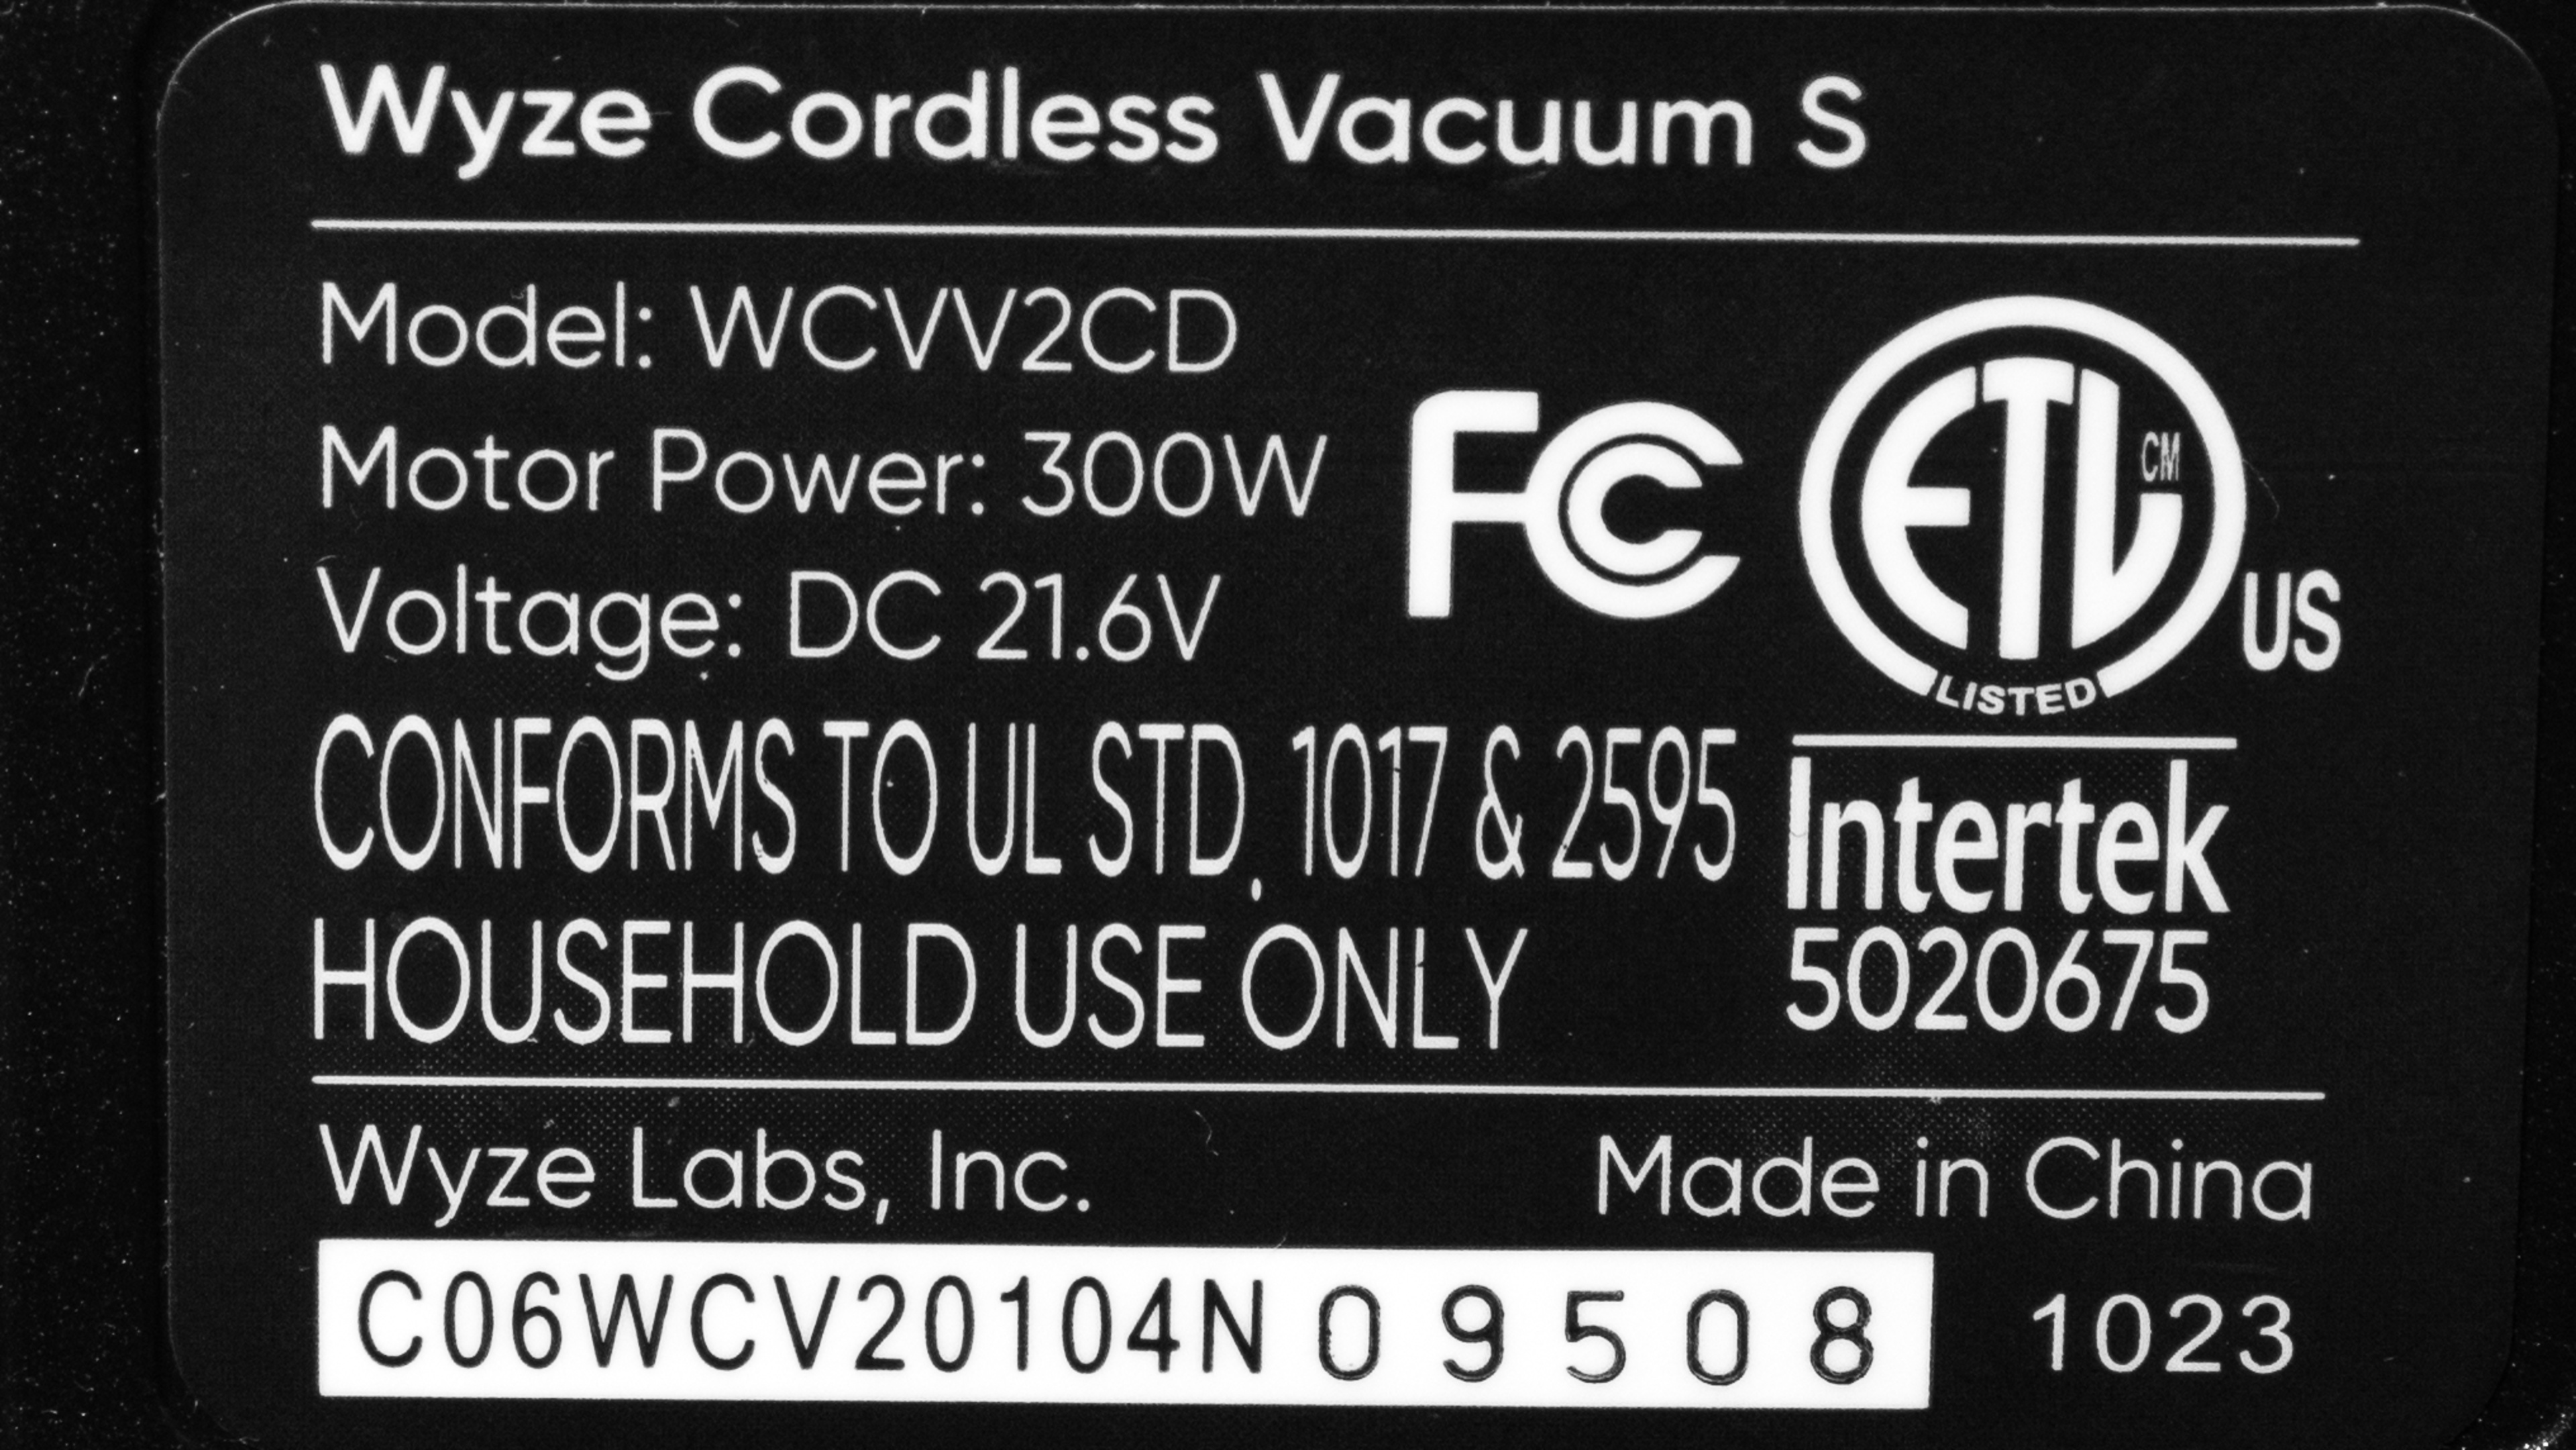 Wyze Cordless Vacuum S
Model: WCVV2CD
Motor Power: 300W
Voltage: DC 21.6V
FC
ETL CM
US
LISTED
CONFORMS TO UL STD. 1017 & 2595
HOUSEHOLD USE ONLY
Intertek
5020675
Wyze Labs, Inc.
Made in China
C06WCV20104N09508
1023